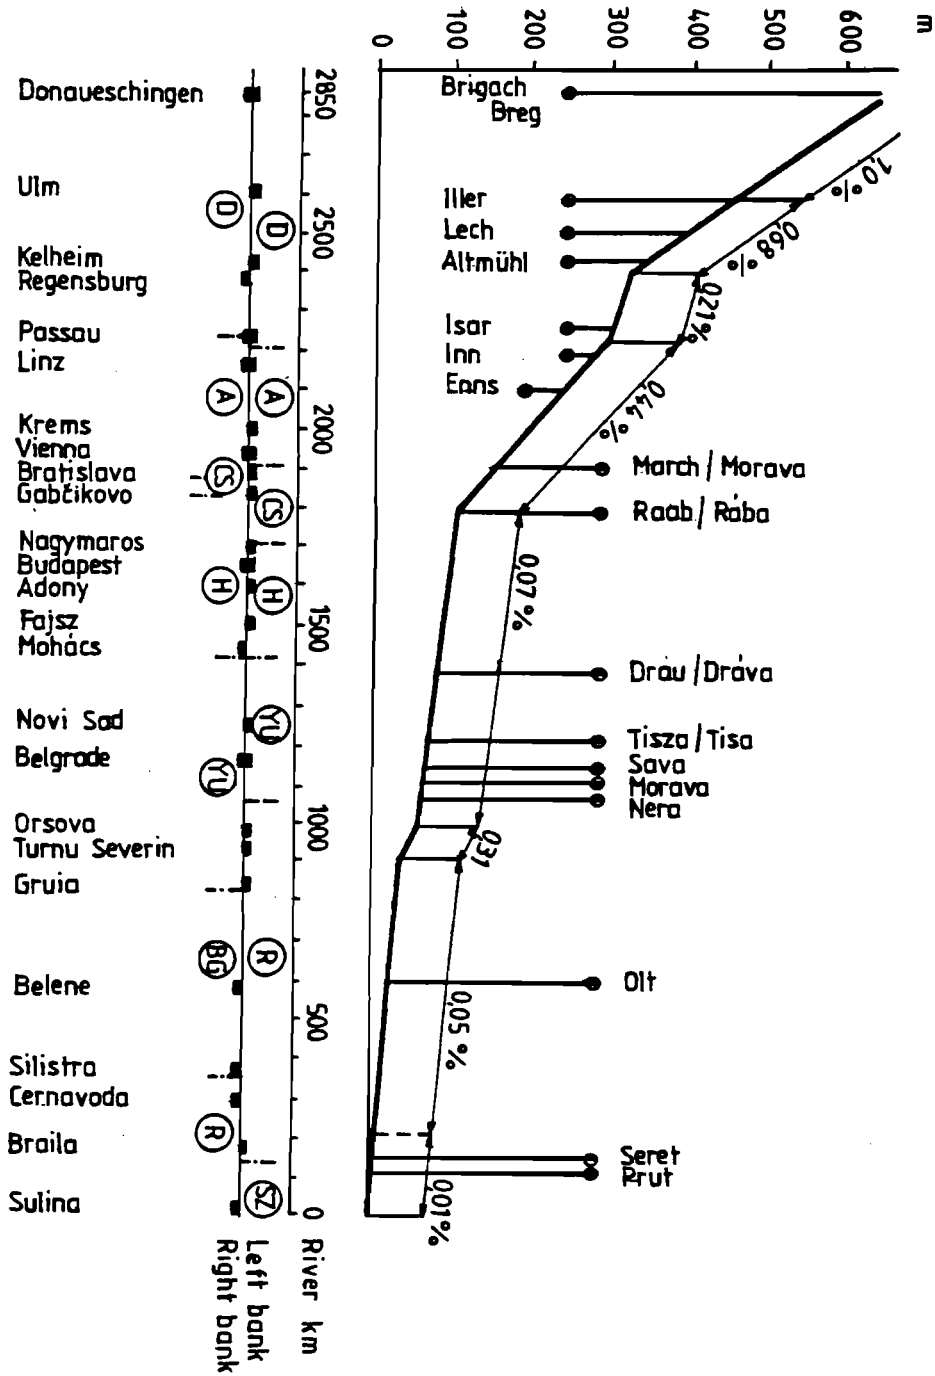 m
0
100
200
300
400
500
600
Donaueschingen
Ulm
Kelheim
Regensburg
Passau
Linz
Krems
Vienna
Bratislava
Gabčikovo
Nagymaros
Budapest
Adony
Fajsz
Mohács
Novi Sad
Belgrade
Orsova
Turnu Severin
Gruia
Belene
Silistra
Cernavoda
Braila
Sulina
D
D
A
A
CS
CS
H
H
YU
YU
R
BG
R
SZ
Right bank
Left bank
River km
2850
2500
2000
1500
1000
500
0
Brigach
Breg
Iller
Lech
Altmühl
Isar
Inn
Enns
March / Morava
Raab / Rába
Dráu / Dráva
Tisza / Tisa
Sava
Morava
Nera
Olt
Seret
Prut
1,0 %
0,68 %
0,21 %
0,44 %
0,07 %
0,31
0,05 %
0,01 %